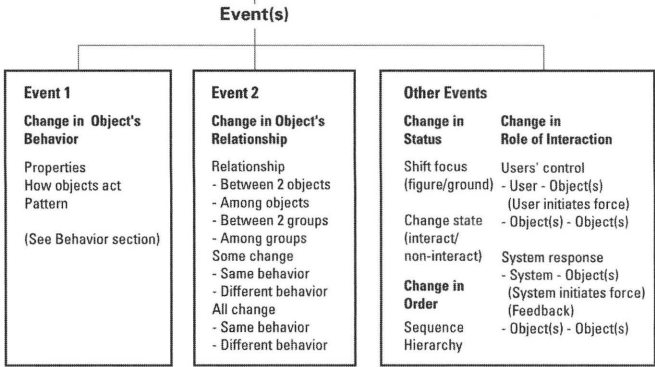 Event(s)
Event 1
Change in Object's
Behavior
Properties
How objects act
Pattern
(See Behavior section)
Event 2
Change in Object's
Relationship
Relationship
- Between 2 objects
- Among objects
- Between 2 groups
- Among groups
Some change
- Same behavior
- Different behavior
All change
- Same behavior
- Different behavior
Other Events
Change in
Status
Shift focus
(figure/ground)
Change state
(interact/
non-interact)
Change in
Order
Sequence
Hierarchy
Change in
Role of Interaction
Users' control
- User - Object(s)
(User initiates force)
- Object(s) - Object(s)
System response
- System - Object(s)
(System initiates force)
(Feedback)
- Object(s) - Object(s)